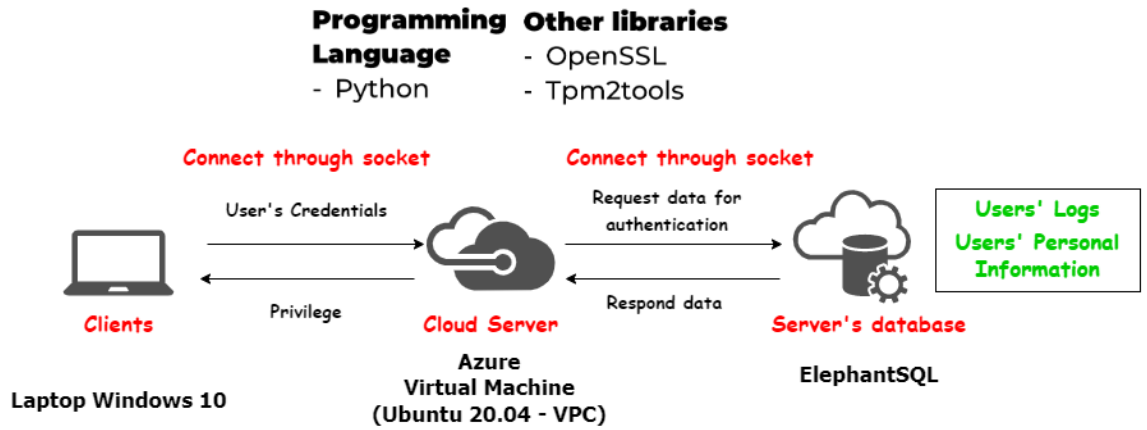 Programming
Language
- Python
Other libraries
- OpenSSL
- Tpm2tools
Connect through socket
Connect through socket
User's Credentials
Request data for
authentication
Users' Logs
Users' Personal
Information
Privilege
Respond data
Clients
Cloud Server
Server's database
Laptop Windows 10
Azure
Virtual Machine
(Ubuntu 20.04 - VPC)
ElephantSQL